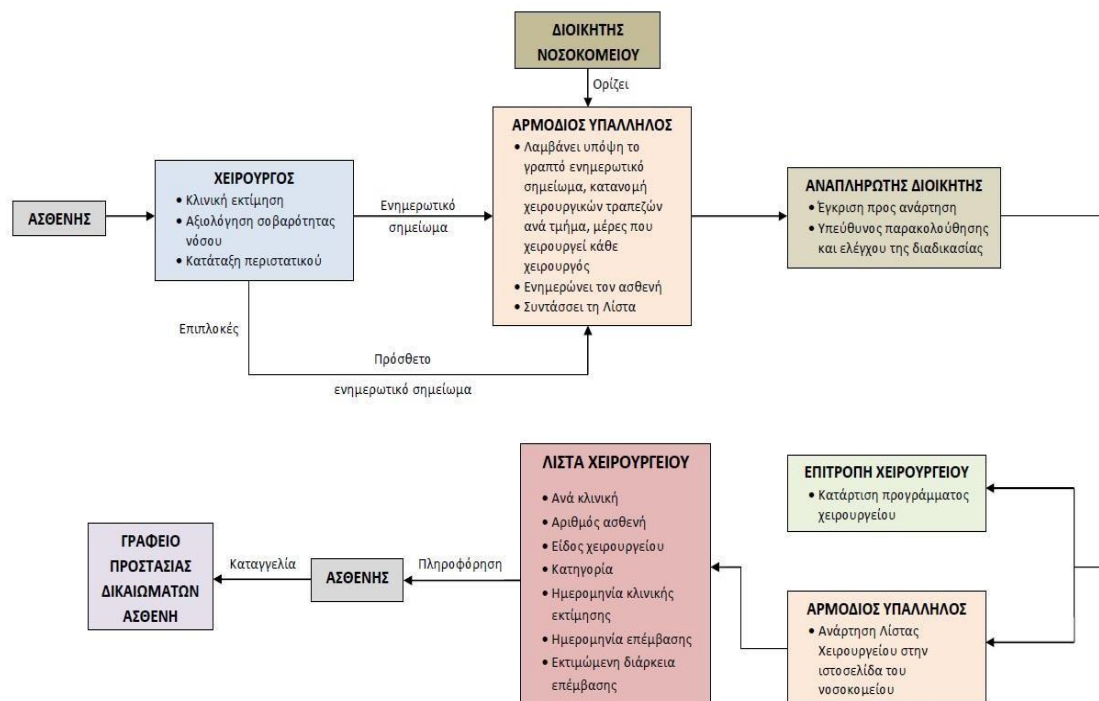 ΔΙΟΙΚΗΤΗΣ
ΝΟΣΟΚΟΜΕΙΟΥ
Ορίζει
ΑΣΘΕΝΗΣ
ΧΕΙΡΟΥΡΓΟΣ
• Κλινική εκτίμηση
• Αξιολόγηση σοβαρότητας
νόσου
• Κατάταξη περιστατικού
Ενημερωτικό
σημείωμα
ΑΡΜΟΔΙΟΣ ΥΠΑΛΛΗΛΟΣ
• Λαμβάνει υπόψη το
γραπτό ενημερωτικό
σημείωμα, κατανομή
χειρουργικών τραπεζών
ανά τμήμα, μέρες που
χειρουργεί κάθε
χειρουργός
• Ενημερώνει τον ασθενή
• Συντάσσει τη Λίστα
ΑΝΑΠΛΗΡΩΤΗΣ ΔΙΟΙΚΗΤΗΣ
• Έγκριση προς ανάρτηση
• Υπεύθυνος παρακολούθησης
και ελέγχου της διαδικασίας
Επιπλοκές
Πρόσθετο
ενημερωτικό σημείωμα
ΕΠΙΤΡΟΠΗ ΧΕΙΡΟΥΡΓΕΙΟΥ
• Κατάρτιση προγράμματος
χειρουργείου
ΑΡΜΟΔΙΟΣ ΥΠΑΛΛΗΛΟΣ
• Ανάρτηση Λίστας
Χειρουργείου στην
ιστοσελίδα του
νοσοκομείου
ΛΙΣΤΑ ΧΕΙΡΟΥΡΓΕΙΟΥ
• Ανά κλινική
• Αριθμός ασθενή
• Είδος χειρουργείου
• Κατηγορία
• Ημερομηνία κλινικής
εκτίμησης
• Ημερομηνία επέμβασης
• Εκτιμώμενη διάρκεια
επέμβασης
Πληροφόρηση
ΑΣΘΕΝΗΣ
Καταγγελία
ΓΡΑΦΕΙΟ
ΠΡΟΣΤΑΣΙΑΣ
ΔΙΚΑΙΩΜΑΤΩΝ
ΑΣΘΕΝΗ